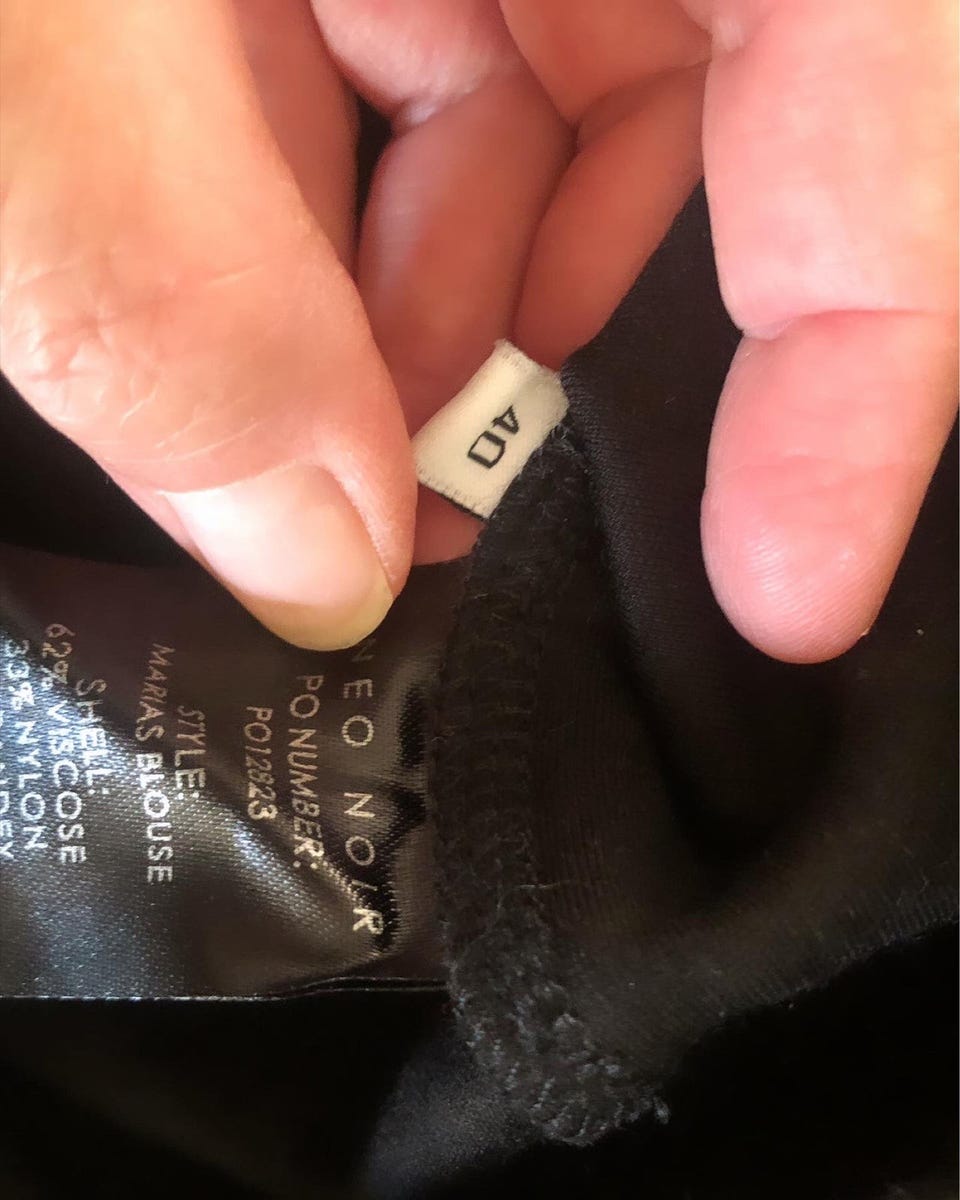 40
NEO NOIR
PO NUMBER:
PO12823
STYLE:
MARIAS BLOUSE
SHELL:
62% VISCOSE
33% NYLON